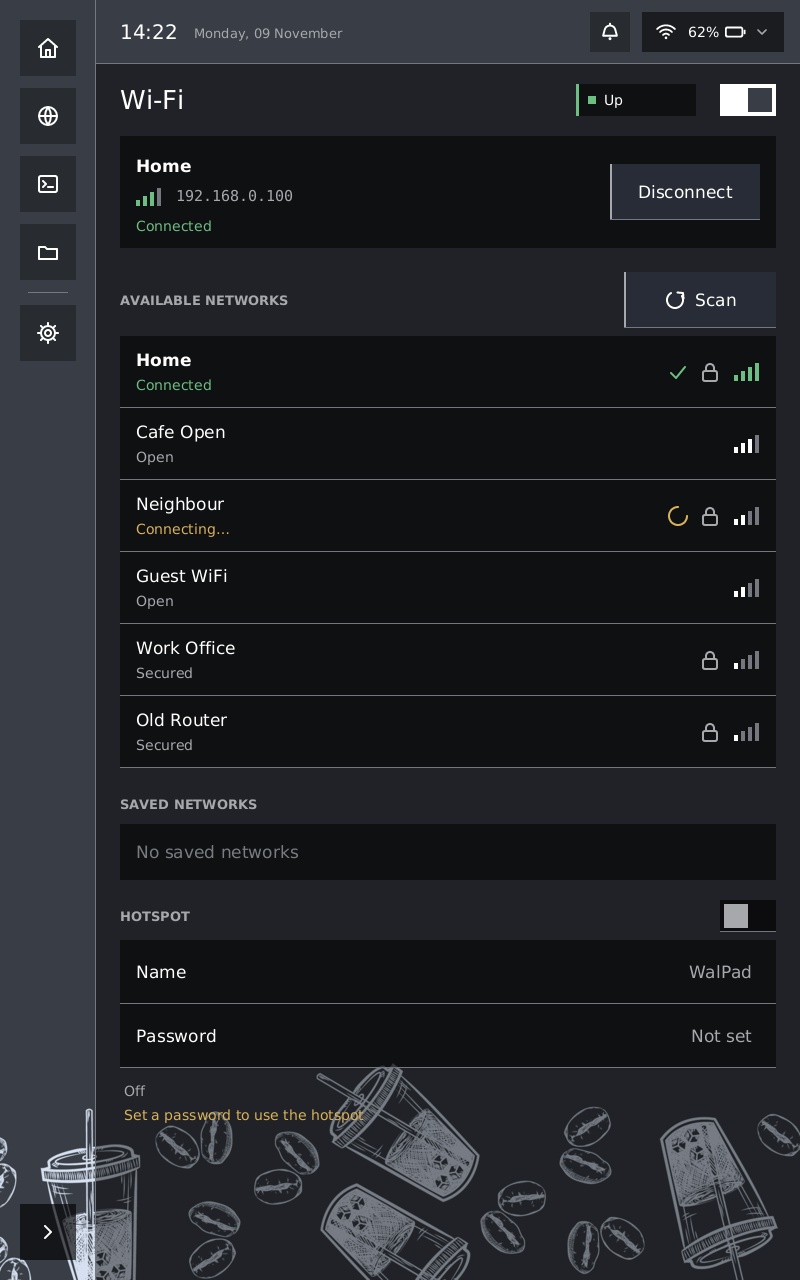 14:22 Monday, 09 November 62%
Wi-Fi Up
Home
192.168.0.100
Connected
Disconnect
AVAILABLE NETWORKS Scan
Home
Connected
Cafe Open
Open
Neighbour
Connecting...
Guest WiFi
Open
Work Office
Secured
Old Router
Secured
SAVED NETWORKS
No saved networks
HOTSPOT
Name WalPad
Password Not set
Off
Set a password to use the hotspot